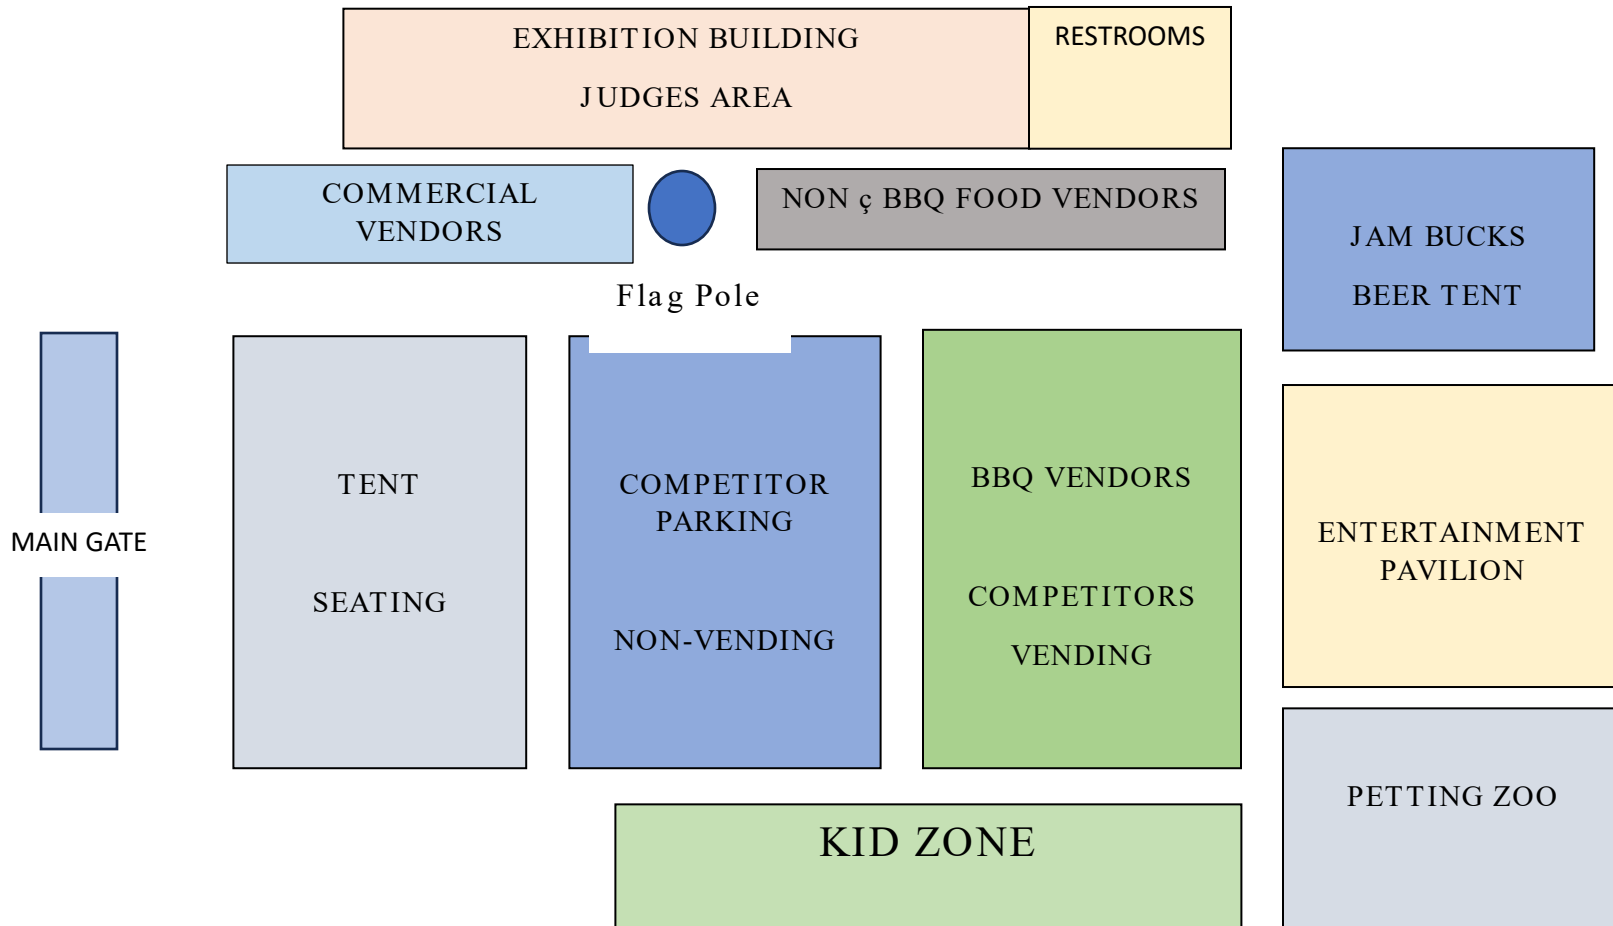 EXHIBITION BUILDING
JUDGES AREA
RESTROOMS
COMMERCIAL
VENDORS
NON ç BBQ FOOD VENDORS
JAM BUCKS
BEER TENT
Flag Pole
MAIN GATE
TENT
SEATING
COMPETITOR
PARKING
NON-VENDING
BBQ VENDORS
COMPETITORS
VENDING
ENTERTAINMENT
PAVILION
KID ZONE
PETTING ZOO